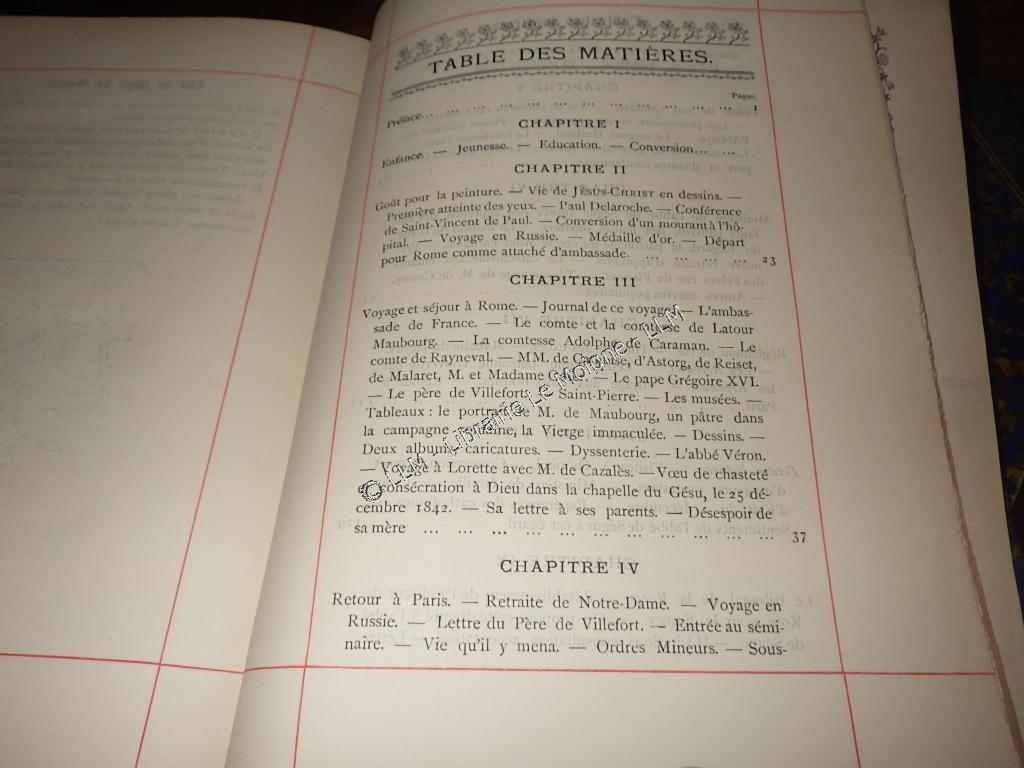 TABLE DES MATIÈRES.
Pages.
Préface... ... ... ... ... ... ... ... ... ... ... ... 1
CHAPITRE I
Enfance. — Jeunesse. — Education. — Conversion... ...
CHAPITRE II
Goût pour la peinture. — Vie de JÉSUS-CHRIST en dessins. —
Première atteinte des yeux. — Paul Delaroche. — Conférence
de Saint-Vincent de Paul. — Conversion d'un mourant à l'hô-
pital. — Voyage en Russie. — Médaille d'or. — Départ
pour Rome comme attaché d'ambassade. ... ... ... ... ... 23
CHAPITRE III
Voyage et séjour à Rome. — Journal de ce voyage. — L'ambas-
sade de France. — Le comte et la comtesse de Latour
Maubourg. — La comtesse Adolphe de Caraman. — Le
comte de Rayneval. — MM. de d'Astorg, de Reiset,
de Malaret, M. et Madame — Le pape Grégoire XVI.
— Le père de Villefort. — Saint-Pierre. — Les musées. —
Tableaux : le portrait de M. de Maubourg, un pâtre dans
la campagne romaine, la Vierge immaculée. — Dessins. —
Deux albums caricatures. — Dyssenterie. — L'abbé Véron.
— Voyage à Lorette avec M. de Cazalès. — Vœu de chasteté
et consécration à Dieu dans la chapelle du Gésu, le 25 dé-
cembre 1842. — Sa lettre à ses parents. — Désespoir de
sa mère ... ... ... ... ... ... ... ... ... ... ... 37
CHAPITRE IV
Retour à Paris. — Retraite de Notre-Dame. — Voyage en
Russie. — Lettre du Père de Villefort. — Entrée au sémi-
naire. — Vie qu'il y mena. — Ordres Mineurs. — Sous-
© LLM - Librairie Le Moigne - LLM